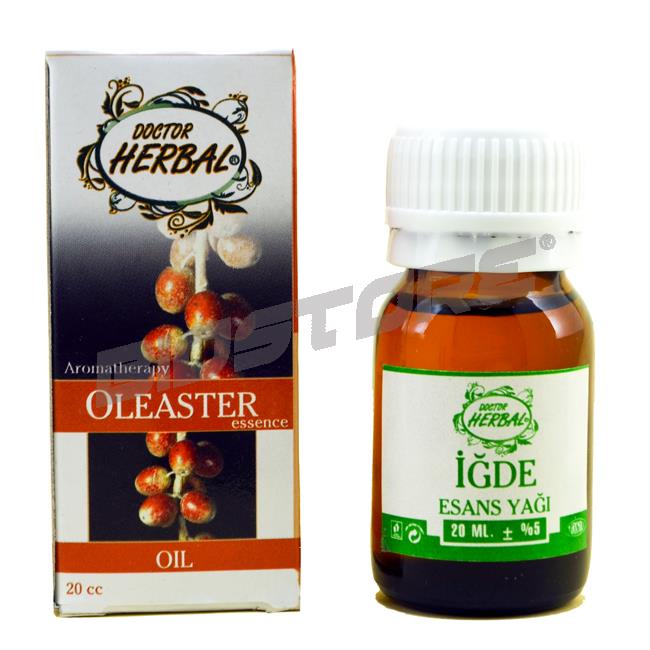 DOCTOR
HERBAL®
Aromatherapy
OLEASTER
essence
OIL
20 cc
DOCTOR
HERBAL
İĞDE
ESANS YAĞI
20 ML. ± %5